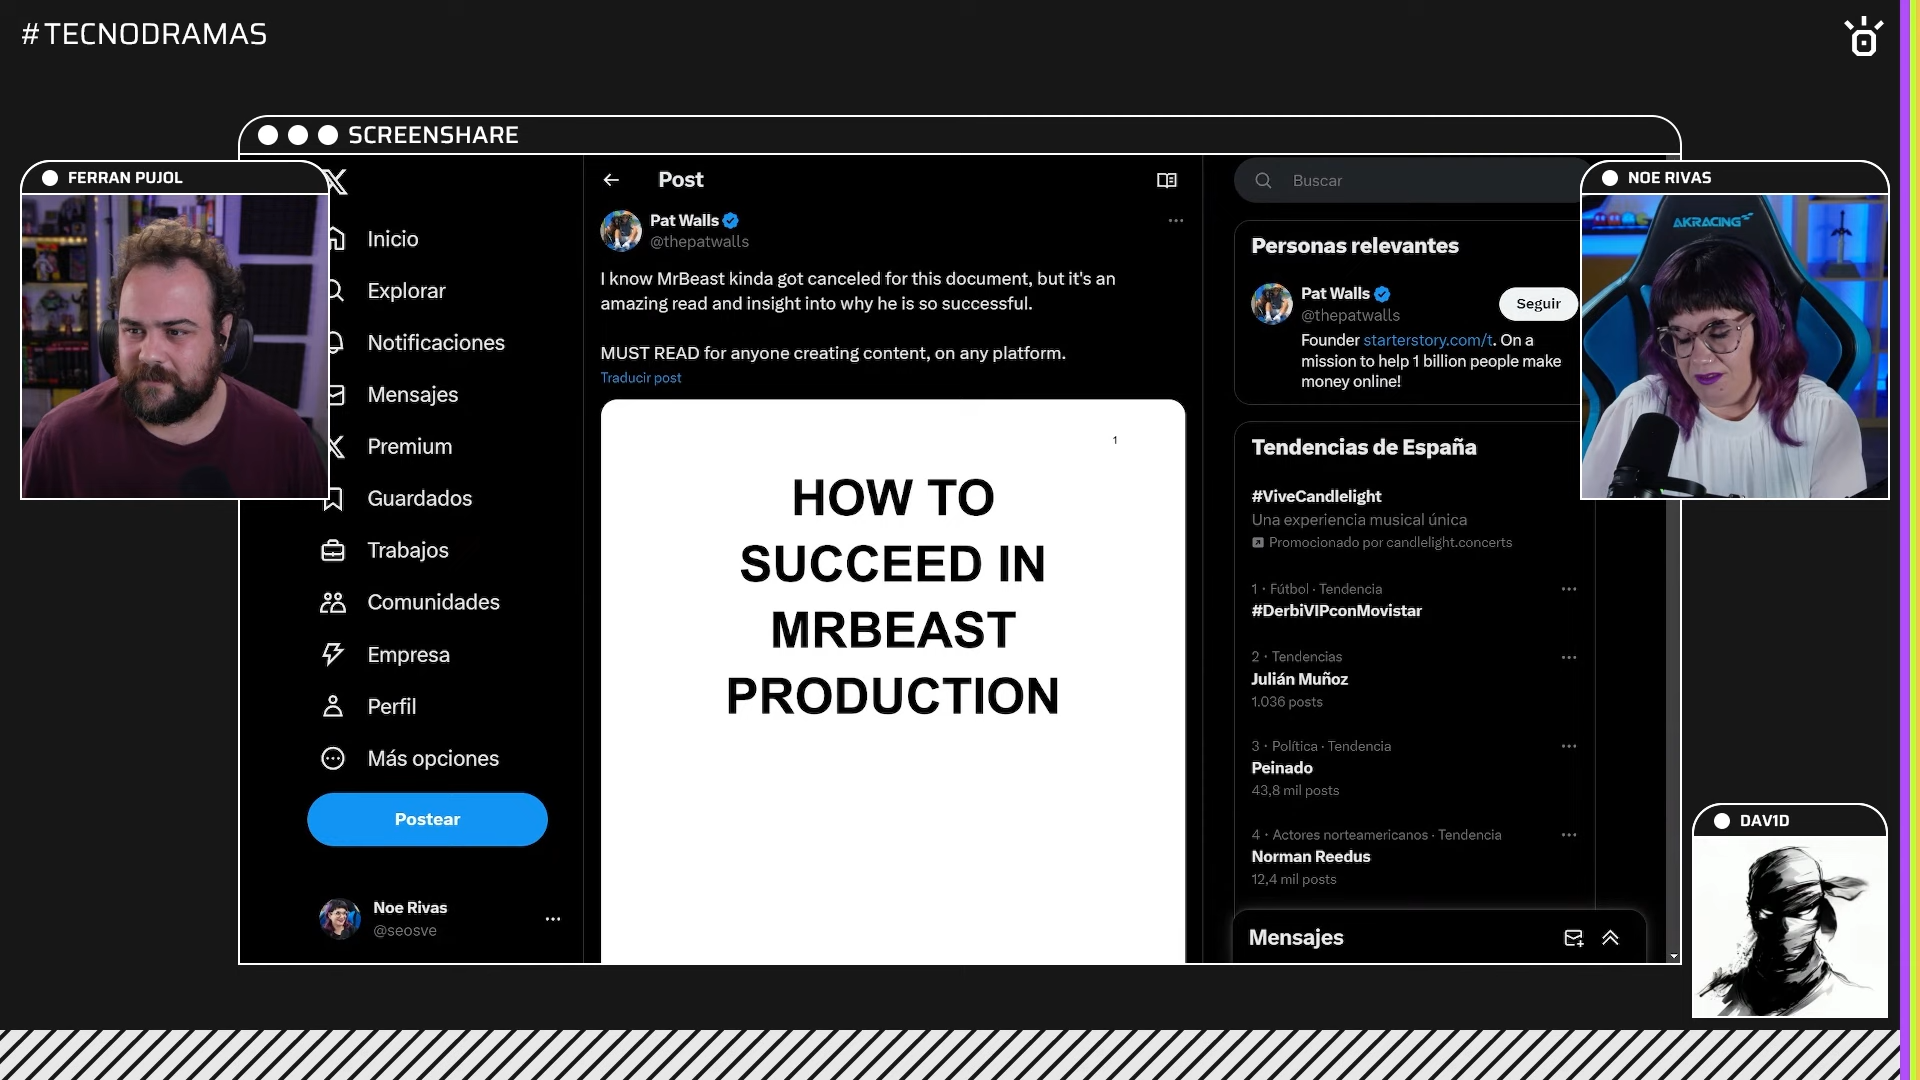 #TECNODRAMAS
SCREENSHARE
FERRAN PUJOL
NOE RIVAS
AKRACING
DAV1D
Inicio
Explorar
Notificaciones
Mensajes
Premium
Guardados
Trabajos
Comunidades
Empresa
Perfil
Más opciones
Postear
Noe Rivas
@seosve
Post
Pat Walls
@thepatwalls
I know MrBeast kinda got canceled for this document, but it's an
amazing read and insight into why he is so successful.
MUST READ for anyone creating content, on any platform.
Traducir post
1
HOW TO
SUCCEED IN
MRBEAST
PRODUCTION
Buscar
Personas relevantes
Pat Walls
@thepatwalls
Seguir
Founder starterstory.com/t. On a
mission to help 1 billion people make
money online!
Tendencias de España
#ViveCandlelight
Una experiencia musical única
Promocionado por candlelight.concerts
1 · Fútbol · Tendencia
#DerbiVIPconMovistar
2 · Tendencias
Julián Muñoz
1.036 posts
3 · Política · Tendencia
Peinado
43,8 mil posts
4 · Actores norteamericanos · Tendencia
Norman Reedus
12,4 mil posts
Mensajes